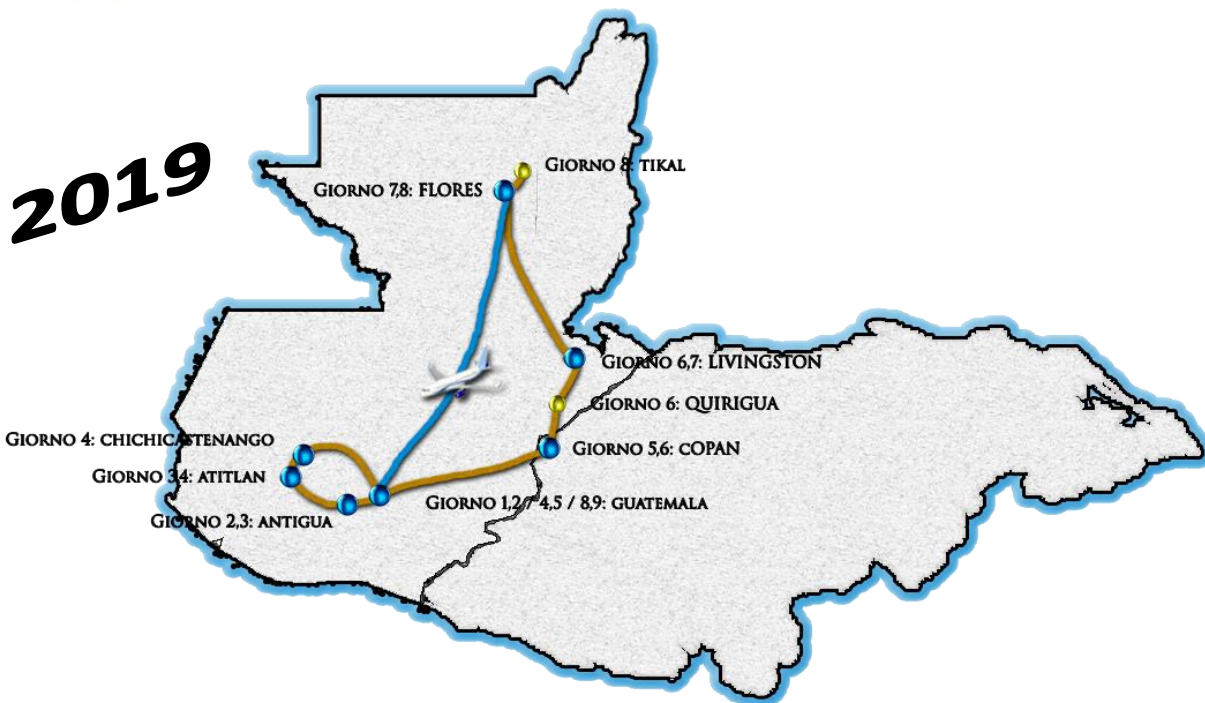 2019
GIORNO 8: TIKAL
GIORNO 7,8: FLORES
GIORNO 6,7: LIVINGSTON
GIORNO 6: QUIRIGUA
GIORNO 4: CHICHICASTENANGO
GIORNO 5,6: COPAN
GIORNO 3,4: ATITLAN
GIORNO 1,2 / 4,5 / 8,9: GUATEMALA
GIORNO 2,3: ANTIGUA